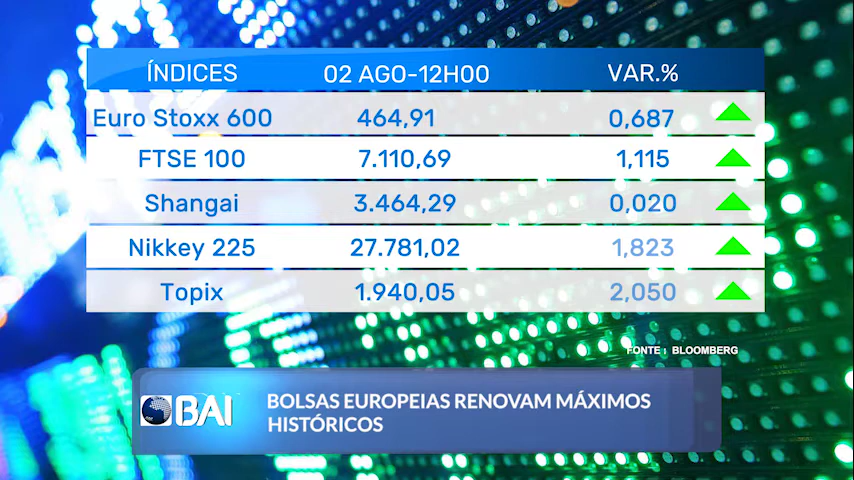 ÍNDICES 02 AGO-12H00 VAR.%
Euro Stoxx 600 464,91 0,687
FTSE 100 7.110,69 1,115
Shangai 3.464,29 0,020
Nikkey 225 27.781,02 1,823
Topix 1.940,05 2,050
FONTE : BLOOMBERG
BAI BOLSAS EUROPEIAS RENOVAM MÁXIMOS
HISTÓRICOS